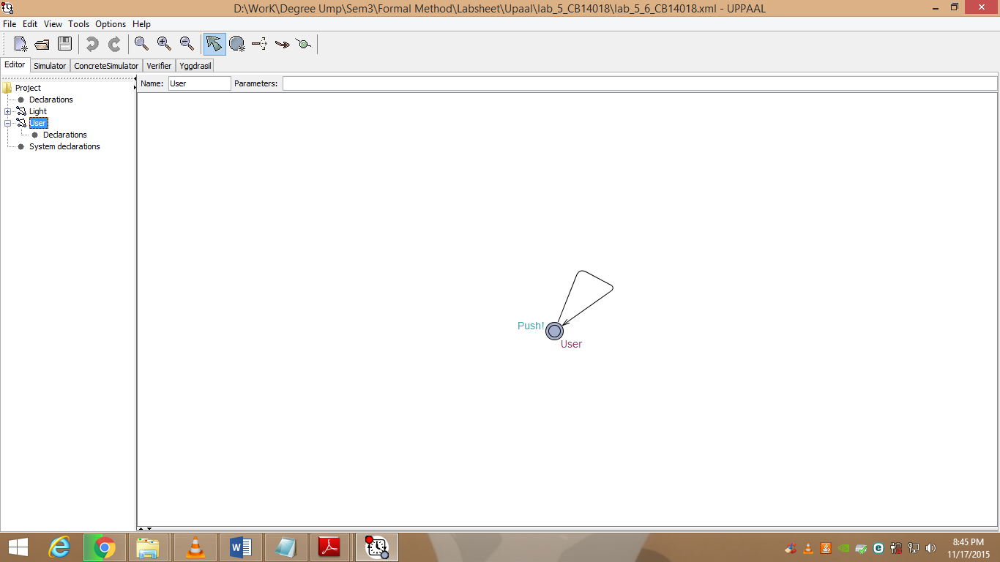 D:\WorK\Degree Ump\Sem3\Formal Method\Labsheet\Upaal\lab_5_CB14018\lab_5_6_CB14018.xml - UPPAAL
File Edit View Tools Options Help
Editor Simulator ConcreteSimulator Verifier Yggdrasil
Name: User Parameters:
Project
Declarations
Light
User
Declarations
System declarations
Push!
User
8:45 PM
11/17/2015